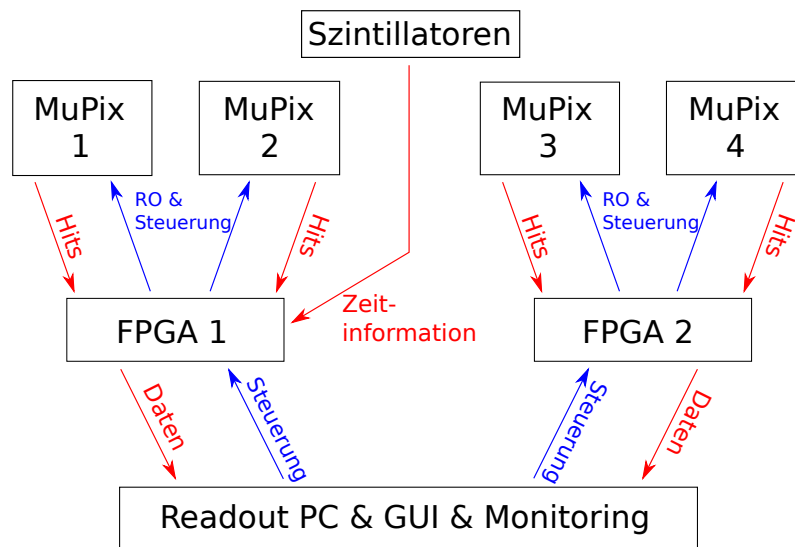 Szintillatoren
MuPix
1
MuPix
2
MuPix
3
MuPix
4
Hits
RO &
Steuerung
Hits
Hits
RO &
Steuerung
Hits
Zeit-
information
FPGA 1
FPGA 2
Daten
Steuerung
Steuerung
Daten
Readout PC & GUI & Monitoring